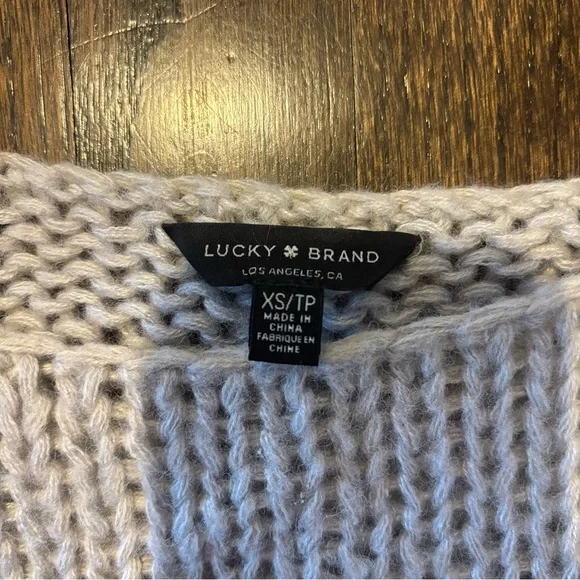 LUCKY BRAND
LOS ANGELES, CA
XS/TP
MADE IN
CHINA
FABRIQUE EN
CHINE